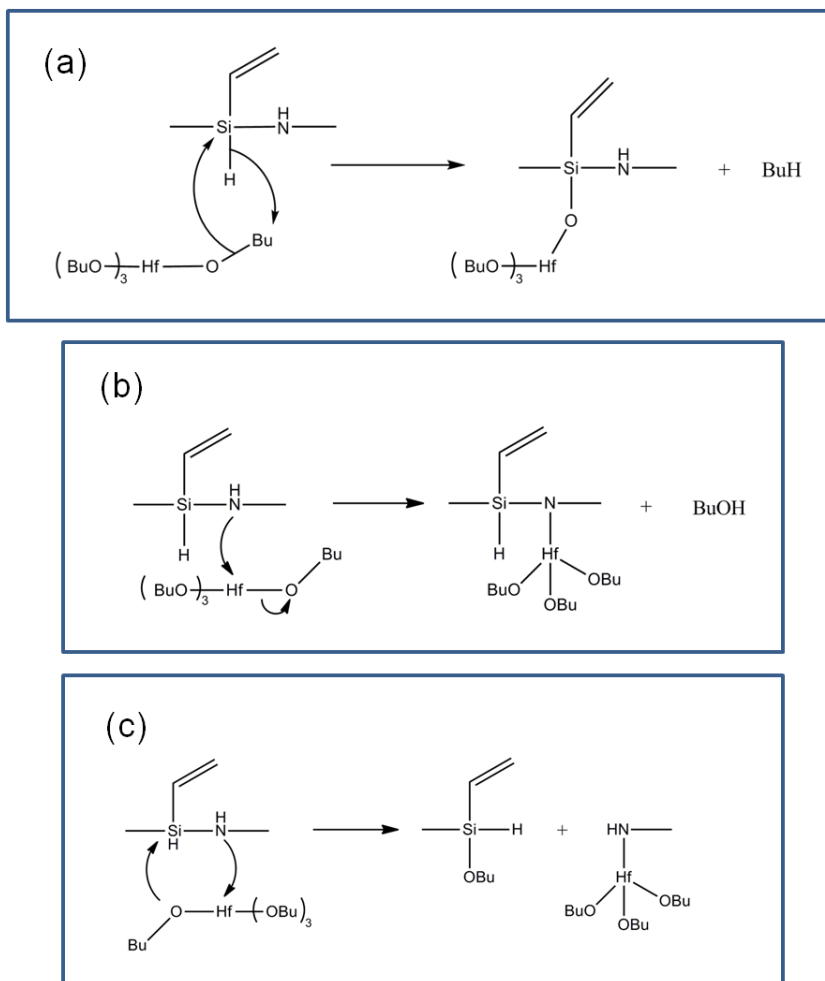 (a)
H
Si N
H
Bu
( BuO )3 Hf O
H
Si N + BuH
O
( BuO )3 Hf
(b)
H
Si N
H
Bu
( BuO )3 Hf O
Si N + BuOH
H Hf
BuO OBu
OBu
(c)
H
Si N
H
O Hf ( OBu )3
Bu
Si H + HN
OBu Hf
BuO OBu
OBu